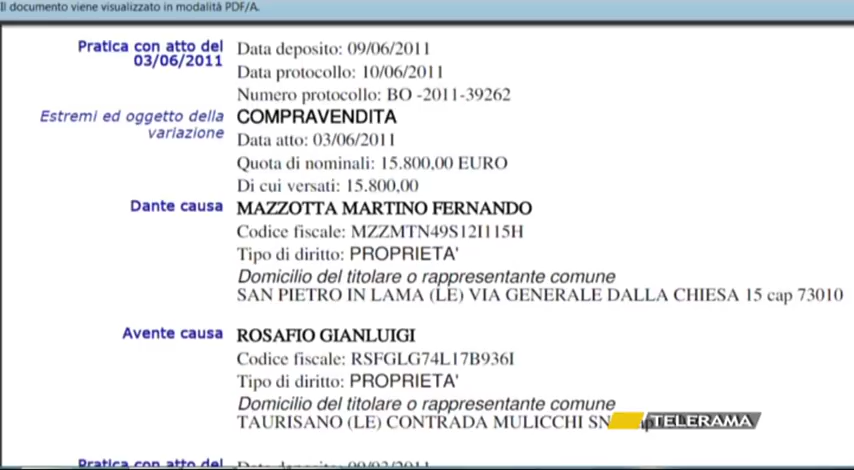 Il documento viene visualizzato in modalità PDF/A.
Pratica con atto del 03/06/2011
Data deposito: 09/06/2011
Data protocollo: 10/06/2011
Numero protocollo: BO -2011-39262
Estremi ed oggetto della variazione
COMPRAVENDITA
Data atto: 03/06/2011
Quota di nominali: 15.800,00 EURO
Di cui versati: 15.800,00
Dante causa MAZZOTTA MARTINO FERNANDO
Codice fiscale: MZZMTN49S12I115H
Tipo di diritto: PROPRIETA'
Domicilio del titolare o rappresentante comune
SAN PIETRO IN LAMA (LE) VIA GENERALE DALLA CHIESA 15 cap 73010
Avente causa ROSAFIO GIANLUIGI
Codice fiscale: RSFGLG74L17B936I
Tipo di diritto: PROPRIETA'
Domicilio del titolare o rappresentante comune
TAURISANO (LE) CONTRADA MULICCHI SN
TELERAMA
Pratica con atto del